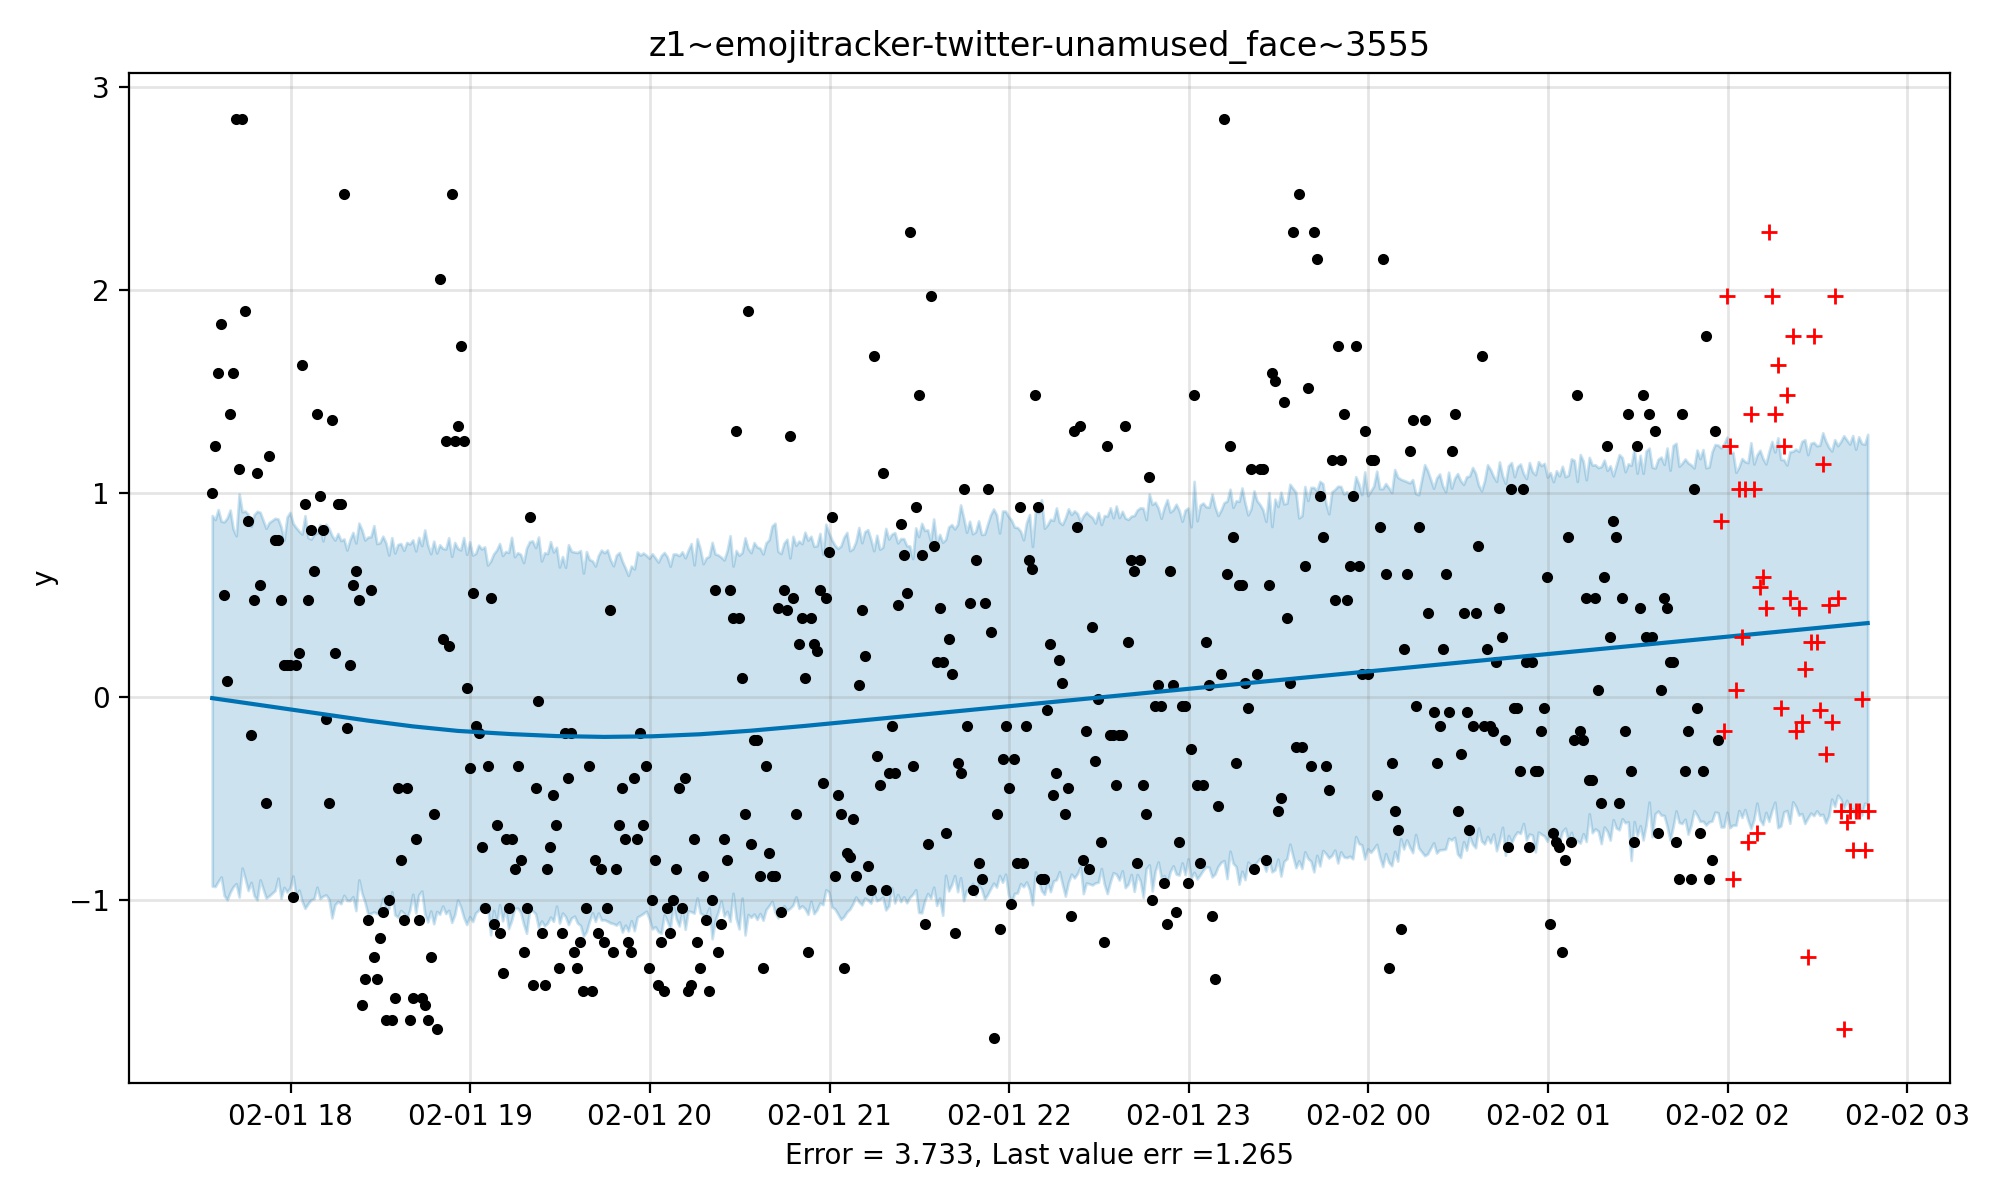 z1~emojitracker-twitter-unamused_face~3555
3
2
1
0
−1
y
02-01 18 02-01 19 02-01 20 02-01 21 02-01 22 02-01 23 02-02 00 02-02 01 02-02 02 02-02 03
Error = 3.733, Last value err =1.265